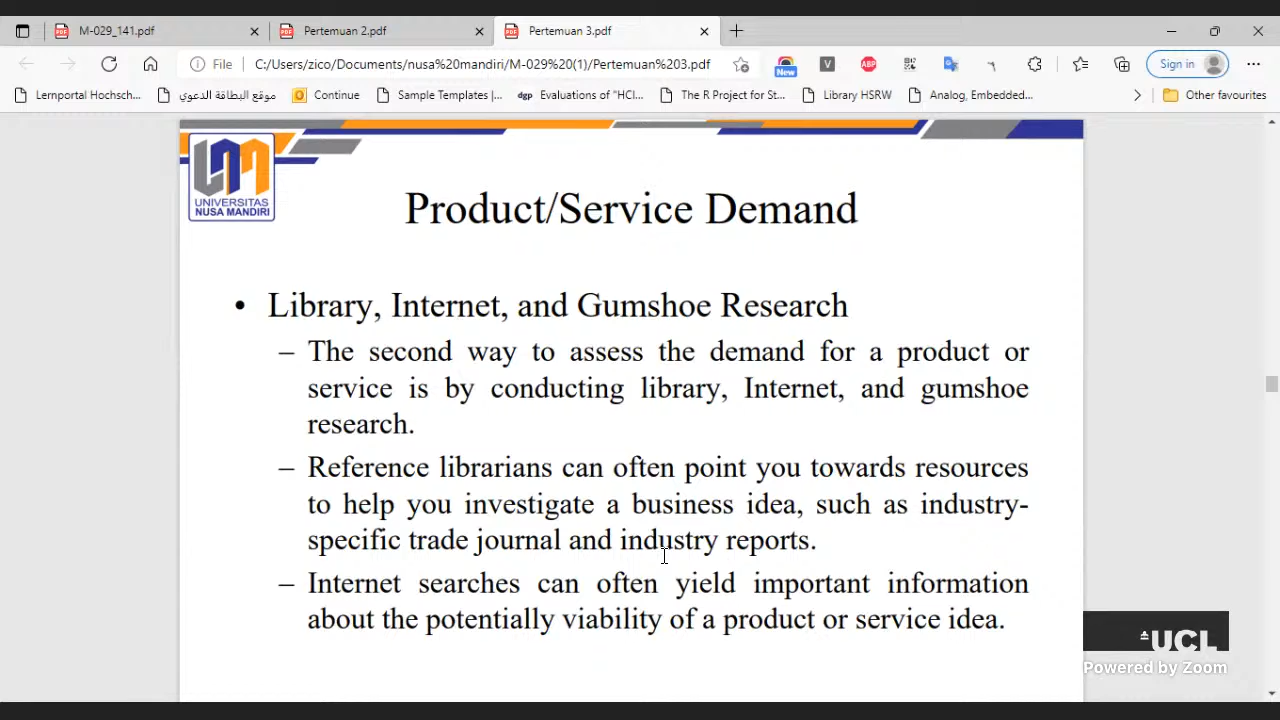 M-029_141.pdf
Pertemuan 2.pdf
Pertemuan 3.pdf
File
C:/Users/zico/Documents/nusa%20mandiri/M-029%20(1)/Pertemuan%203.pdf
New
V
ABP
Sign in
Lernportal Hochsch...
موقع البطاقة الدعوي
Continue
Sample Templates |...
dgp Evaluations of "HCI...
The R Project for St...
Library HSRW
Analog, Embedded...
Other favourites
UNIVERSITAS
NUSA MANDIRI
Product/Service Demand
• Library, Internet, and Gumshoe Research
– The second way to assess the demand for a product or
service is by conducting library, Internet, and gumshoe
research.
– Reference librarians can often point you towards resources
to help you investigate a business idea, such as industry-
specific trade journal and industry reports.
– Internet searches can often yield important information
about the potentially viability of a product or service idea.
UCL
Powered by Zoom